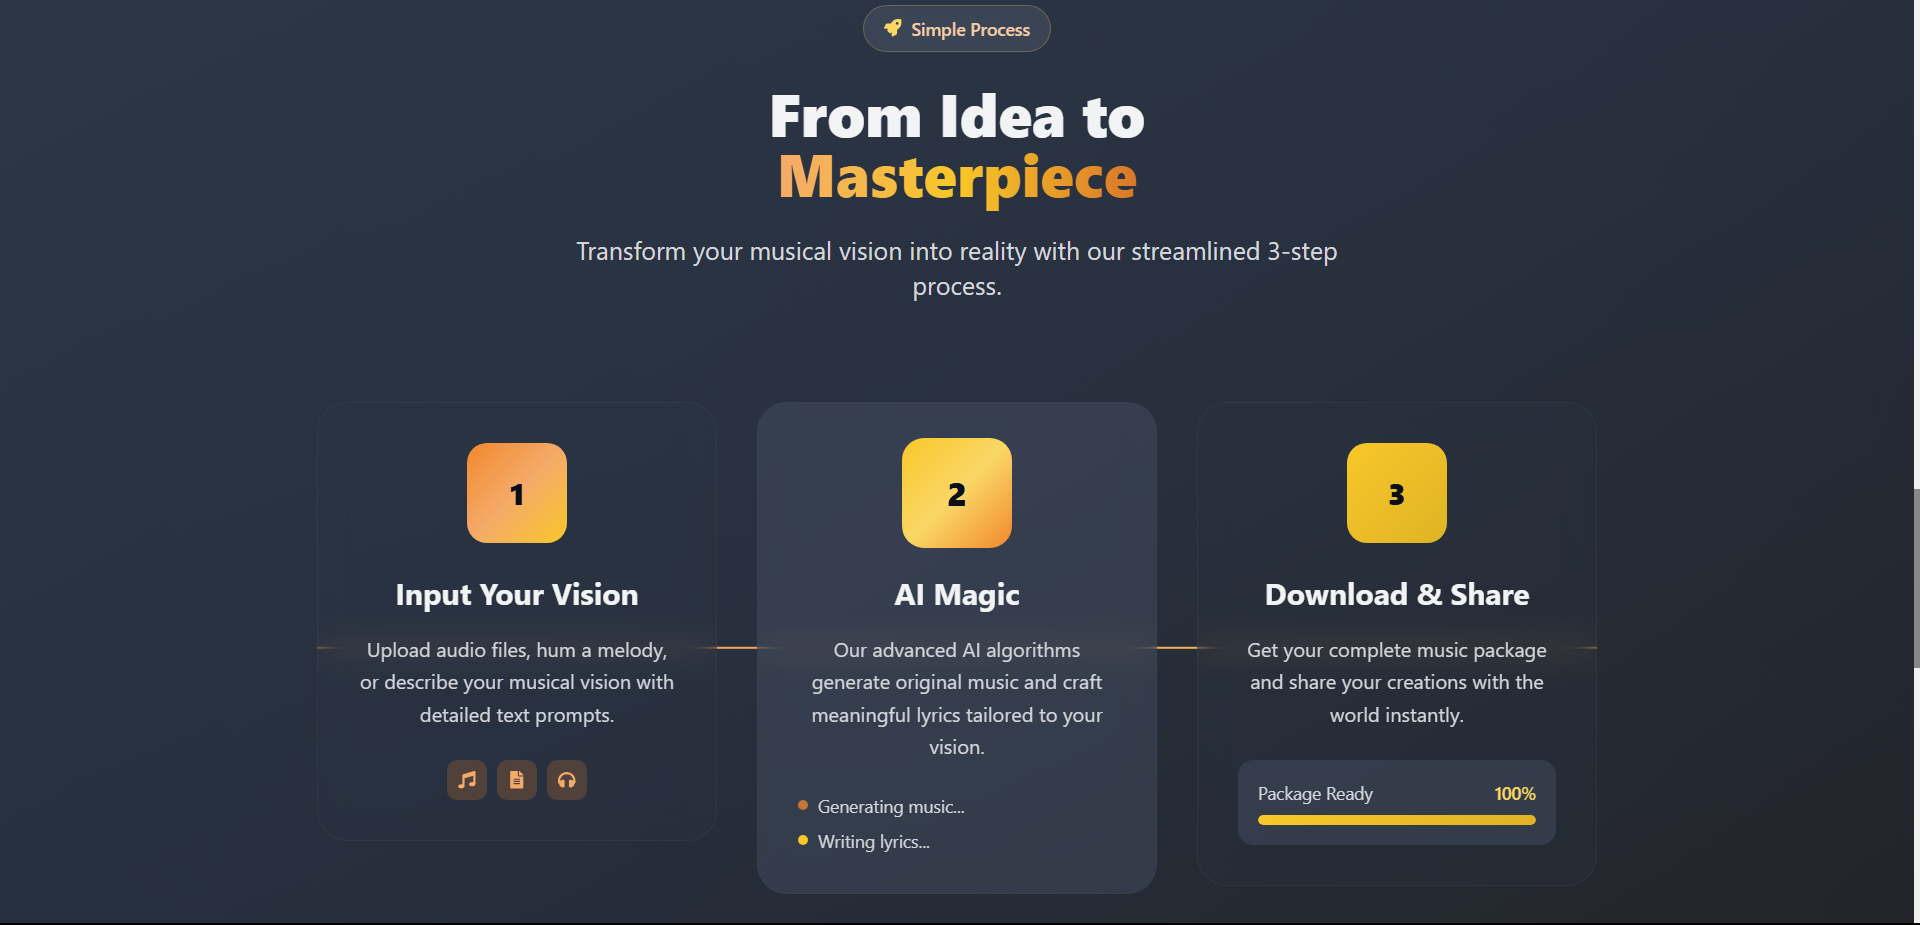 Simple Process
From Idea to
Masterpiece
Transform your musical vision into reality with our streamlined 3-step
process.
1
Input Your Vision
Upload audio files, hum a melody,
or describe your musical vision with
detailed text prompts.
2
AI Magic
Our advanced AI algorithms
generate original music and craft
meaningful lyrics tailored to your
vision.
Generating music...
Writing lyrics...
3
Download & Share
Get your complete music package
and share your creations with the
world instantly.
Package Ready 100%